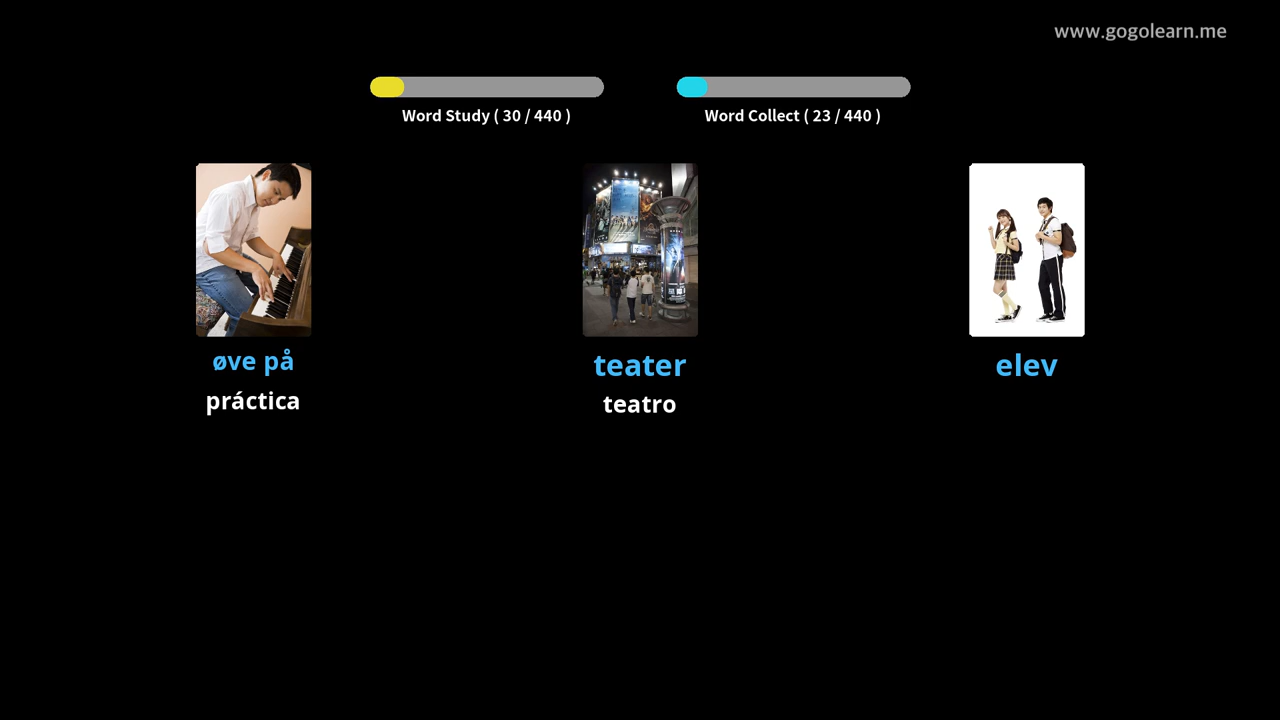 www.gogolearn.me
Word Study ( 30 / 440 )
Word Collect ( 23 / 440 )
øve på
práctica
teater
teatro
elev